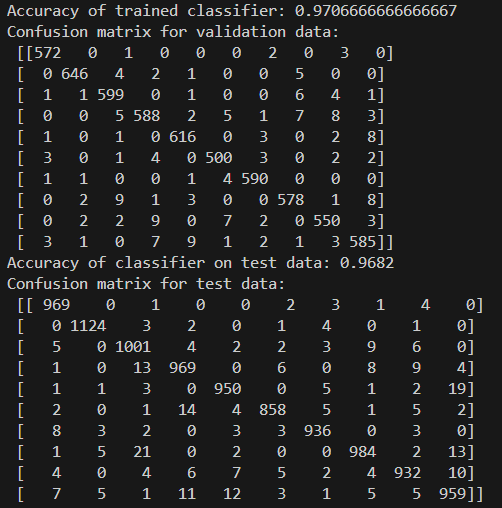 Accuracy of trained classifier: 0.9706666666666667
Confusion matrix for validation data:
[[572 0 1 0 0 0 2 0 3 0]
[ 0 646 4 2 1 0 0 5 0 0]
[ 1 1 599 0 1 0 0 6 4 1]
[ 0 0 5 588 2 5 1 7 8 3]
[ 1 0 1 0 616 0 3 0 2 8]
[ 3 0 1 4 0 500 3 0 2 2]
[ 1 1 0 0 1 4 590 0 0 0]
[ 0 2 9 1 3 0 0 578 1 8]
[ 0 2 2 9 0 7 2 0 550 3]
[ 3 1 0 7 9 1 2 1 3 585]]
Accuracy of classifier on test data: 0.9682
Confusion matrix for test data:
[[ 969 0 1 0 0 2 3 1 4 0]
[ 0 1124 3 2 0 1 4 0 1 0]
[ 5 0 1001 4 2 2 3 9 6 0]
[ 1 0 13 969 0 6 0 8 9 4]
[ 1 1 3 0 950 0 5 1 2 19]
[ 2 0 1 14 4 858 5 1 5 2]
[ 8 3 2 0 3 3 936 0 3 0]
[ 1 5 21 0 2 0 0 984 2 13]
[ 4 0 4 6 7 5 2 4 932 10]
[ 7 5 1 11 12 3 1 5 5 959]]